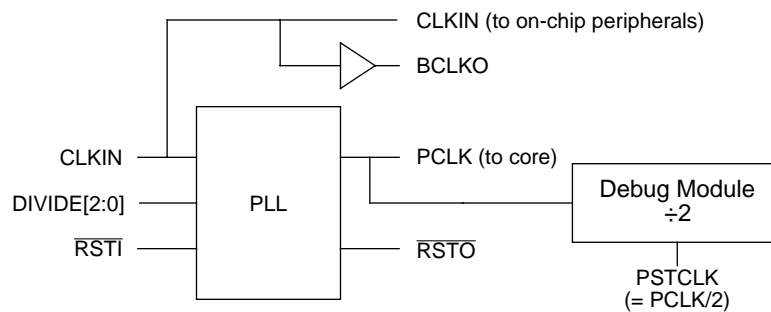 CLKIN (to on-chip peripherals)
BCLKO
CLKIN
PCLK (to core)
DIVIDE[2:0]
PLL
Debug Module
÷2
RSTI
RSTO
PSTCLK
(= PCLK/2)